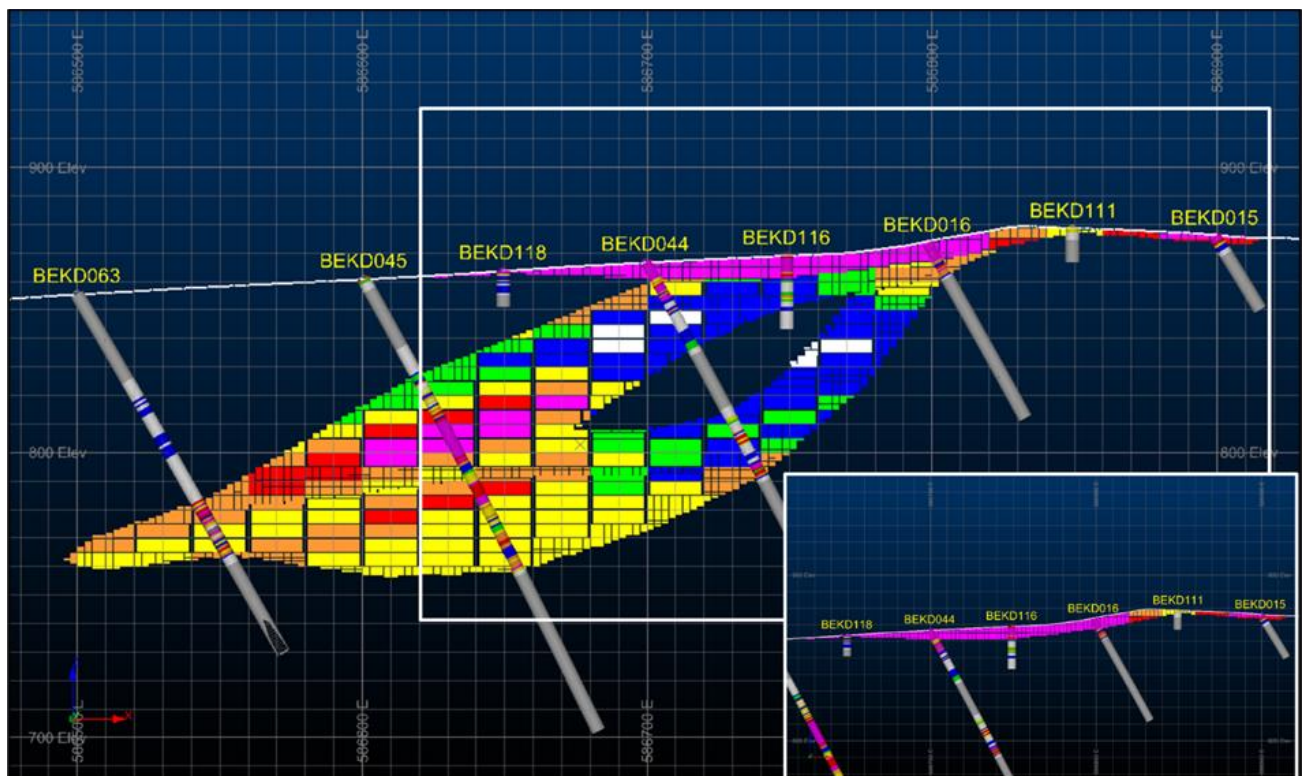 586500 E
586600 E
586700 E
586800 E
586900 E
900 Elev
900 Elev
BEKD063
BEKD045
BEKD118
BEKD044
BEKD116
BEKD016
BEKD111
BEKD015
800 Elev
800 Elev
700 Elev
586500 E
586600 E
586700 E
X
BEKD118
BEKD044
BEKD116
BEKD016
BEKD111
BEKD015